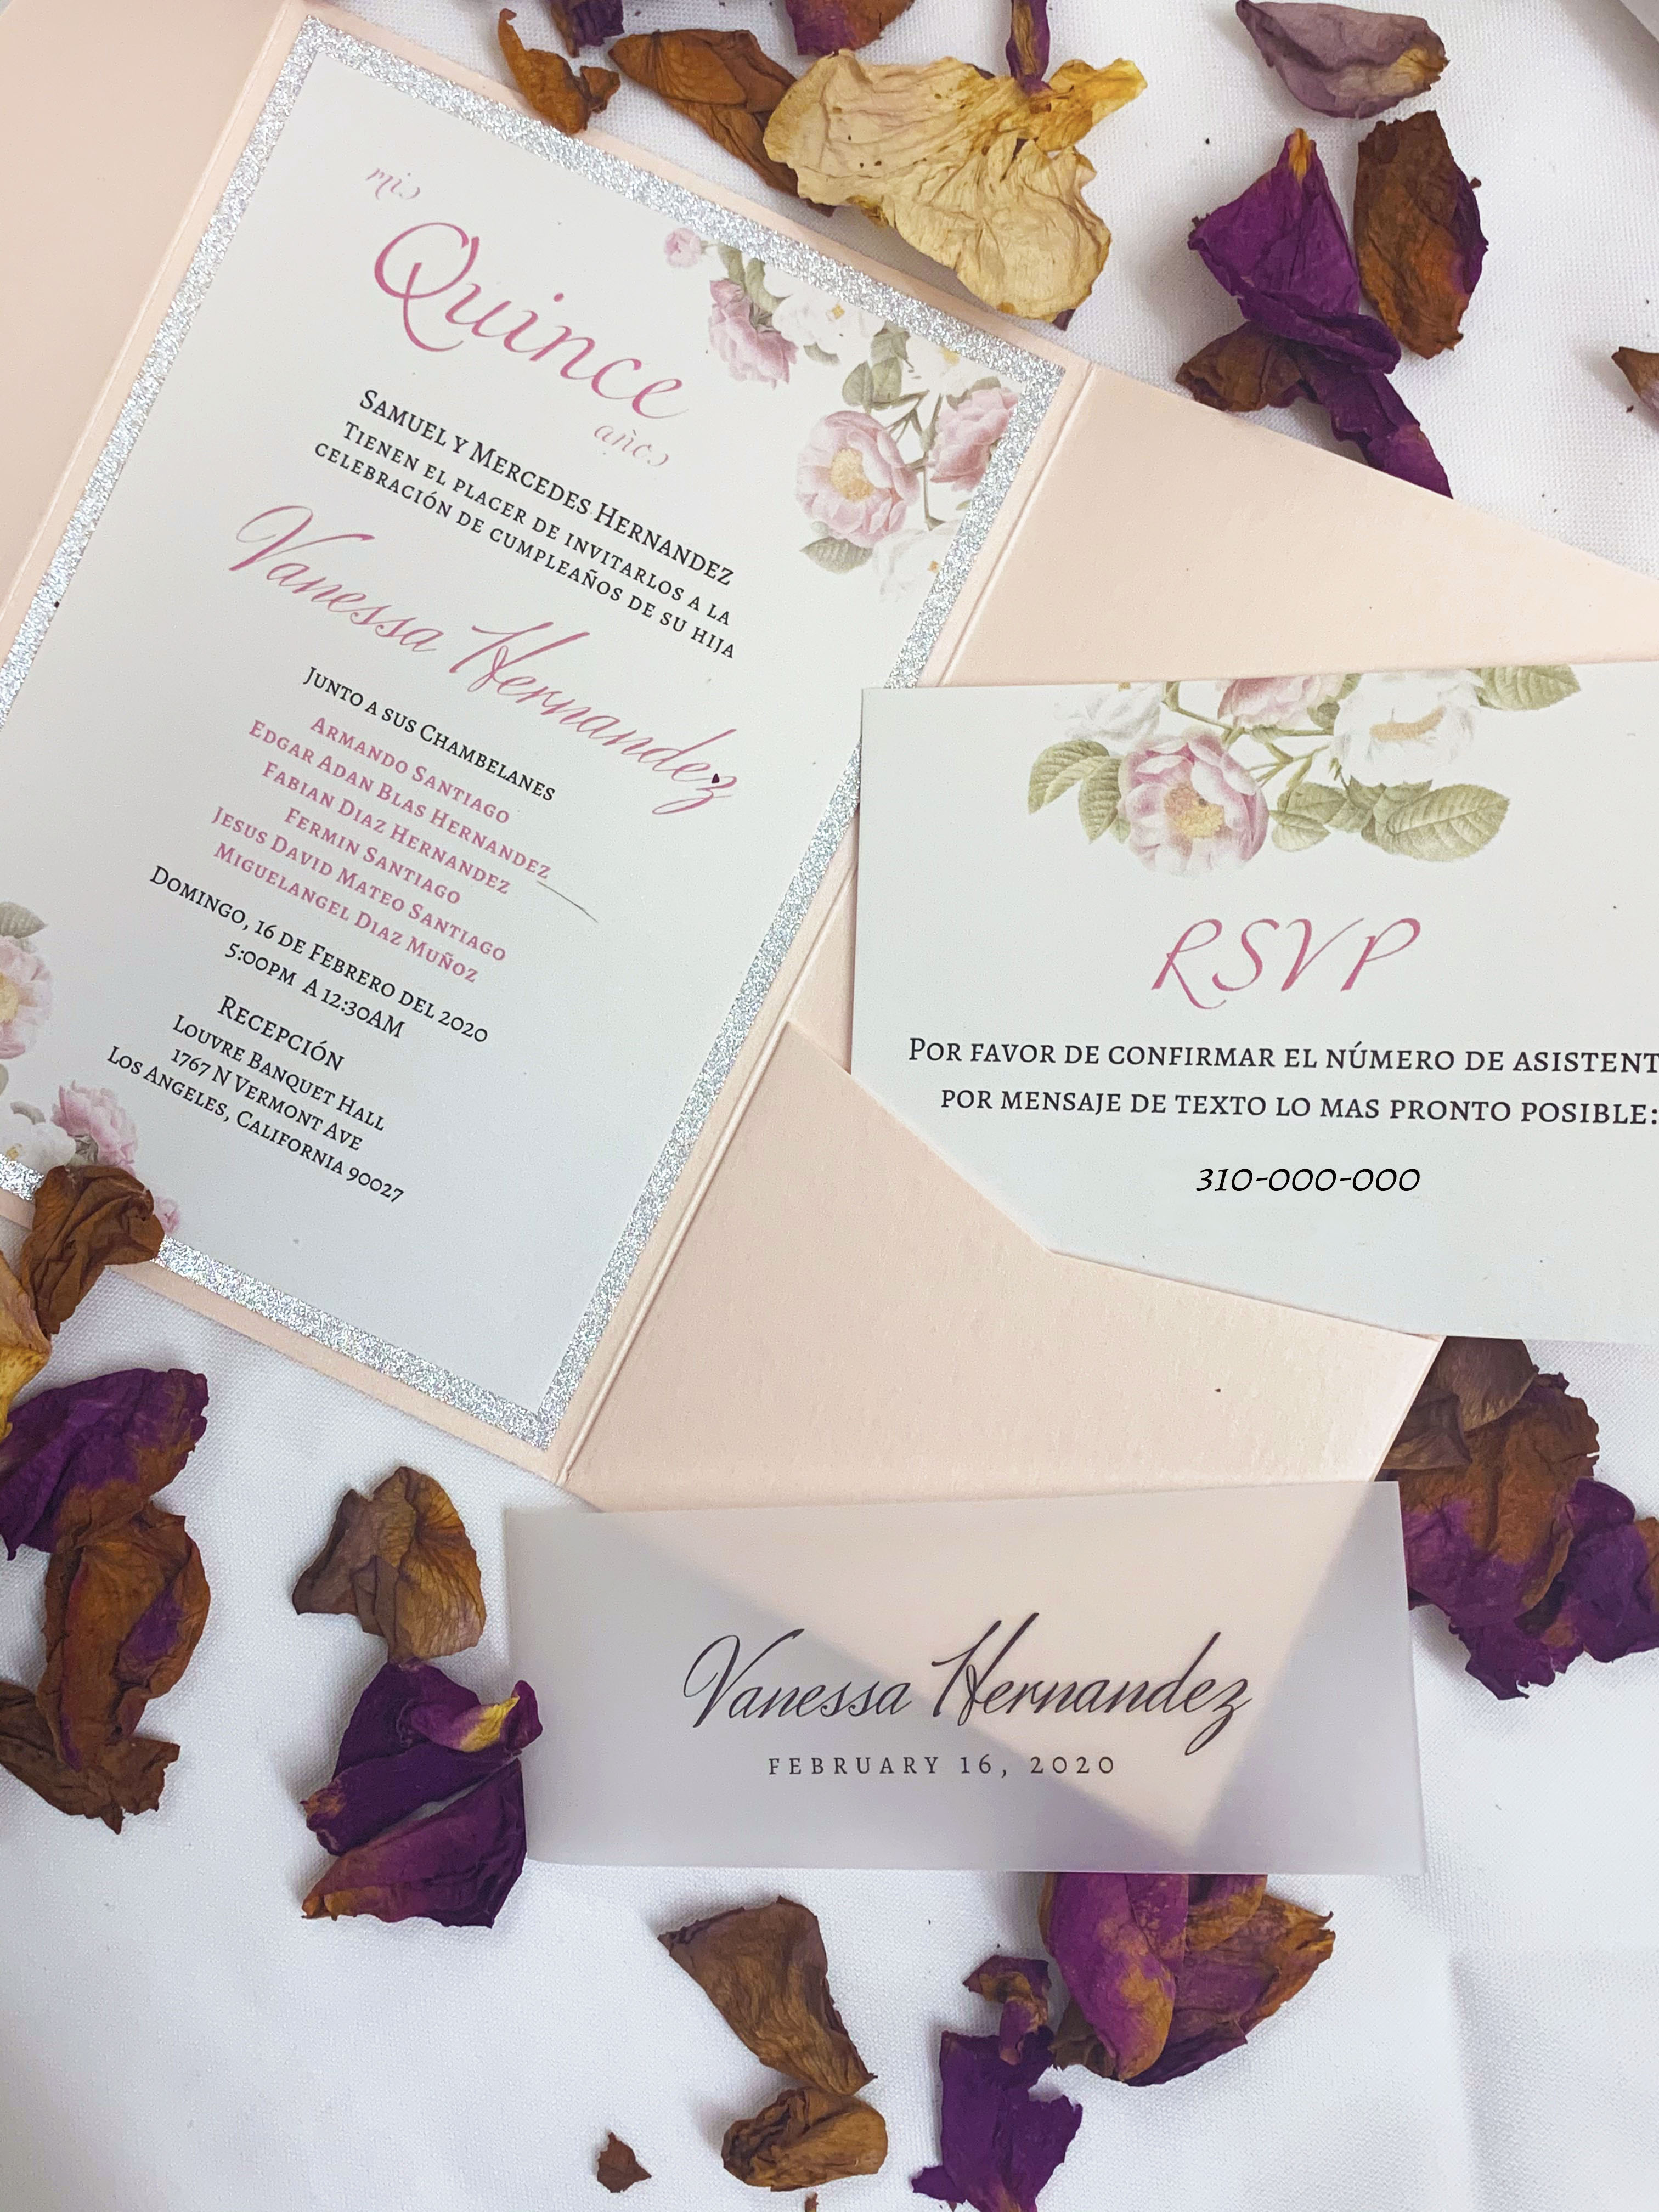 mis
Quince
años
SAMUEL Y MERCEDES HERNANDEZ
TIENEN EL PLACER DE INVITARLOS A LA
CELEBRACIÓN DE CUMPLEAÑOS DE SU HIJA
Vanessa Hernandez
JUNTO A SUS CHAMBELANES
ARMANDO SANTIAGO
EDGAR ADAN BLAS HERNANDEZ
FABIAN DIAZ HERNANDEZ
FERMIN SANTIAGO
JESUS DAVID MATEO SANTIAGO
MIGUELANGEL DIAZ MUÑOZ
DOMINGO, 16 DE FEBRERO DEL 2020
5:00PM A 12:30AM
RECEPCIÓN
LOUVRE BANQUET HALL
1767 N VERMONT AVE
LOS ANGELES, CALIFORNIA 90027
RSVP
POR FAVOR DE CONFIRMAR EL NÚMERO DE ASISTENT
POR MENSAJE DE TEXTO LO MAS PRONTO POSIBLE:
310-000-000
Vanessa Hernandez
FEBRUARY 16, 2020